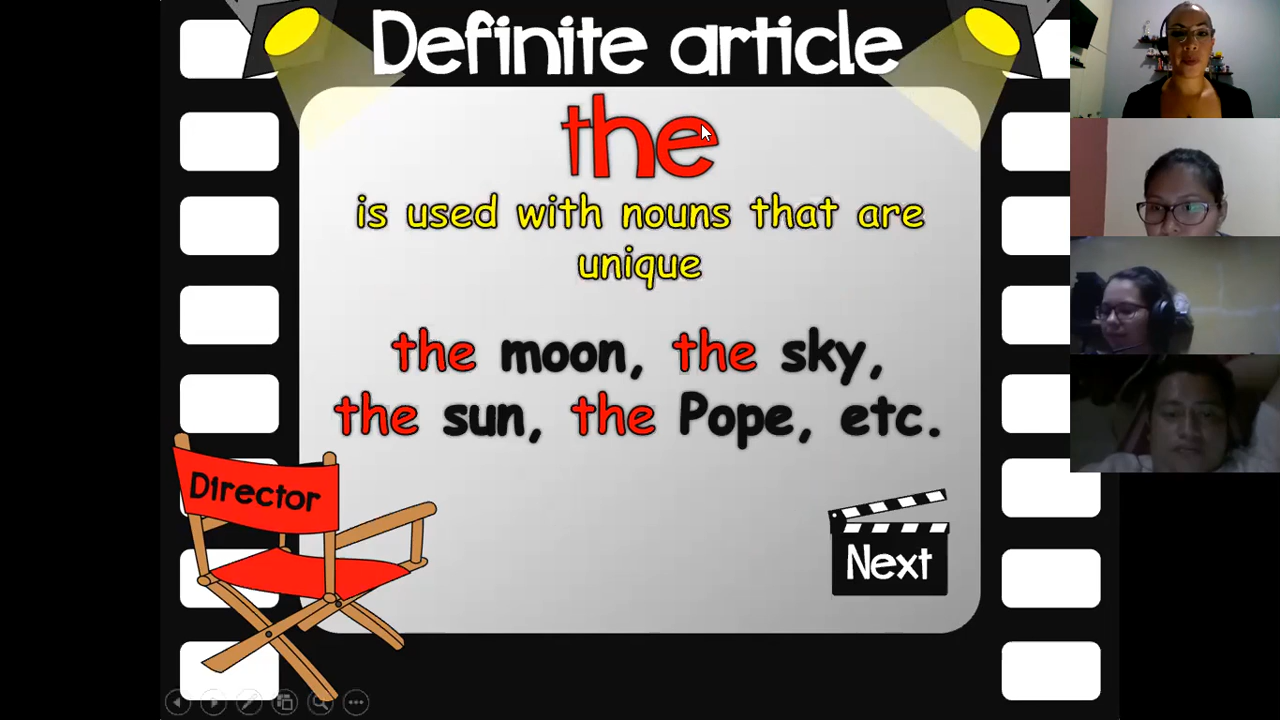 Definite article
the
is used with nouns that are
unique
the moon, the sky,
the sun, the Pope, etc.
Director
Next